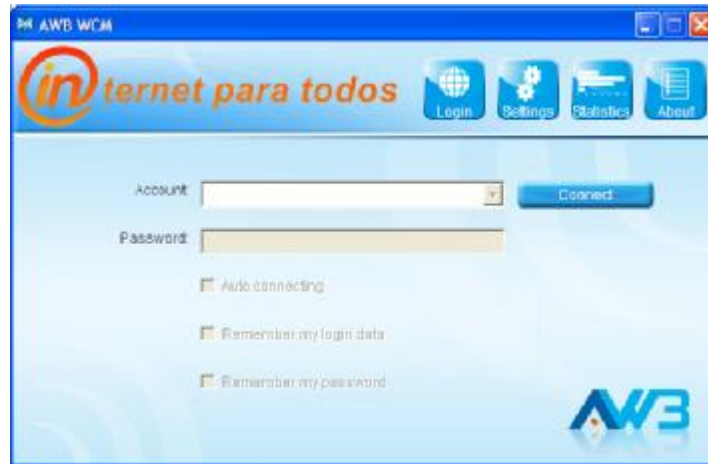 AWB WCM
internet para todos
Login Settings Statistics About
Account:
Connect
Password:
Auto connecting
Remember my login data
Remember my password
AWB